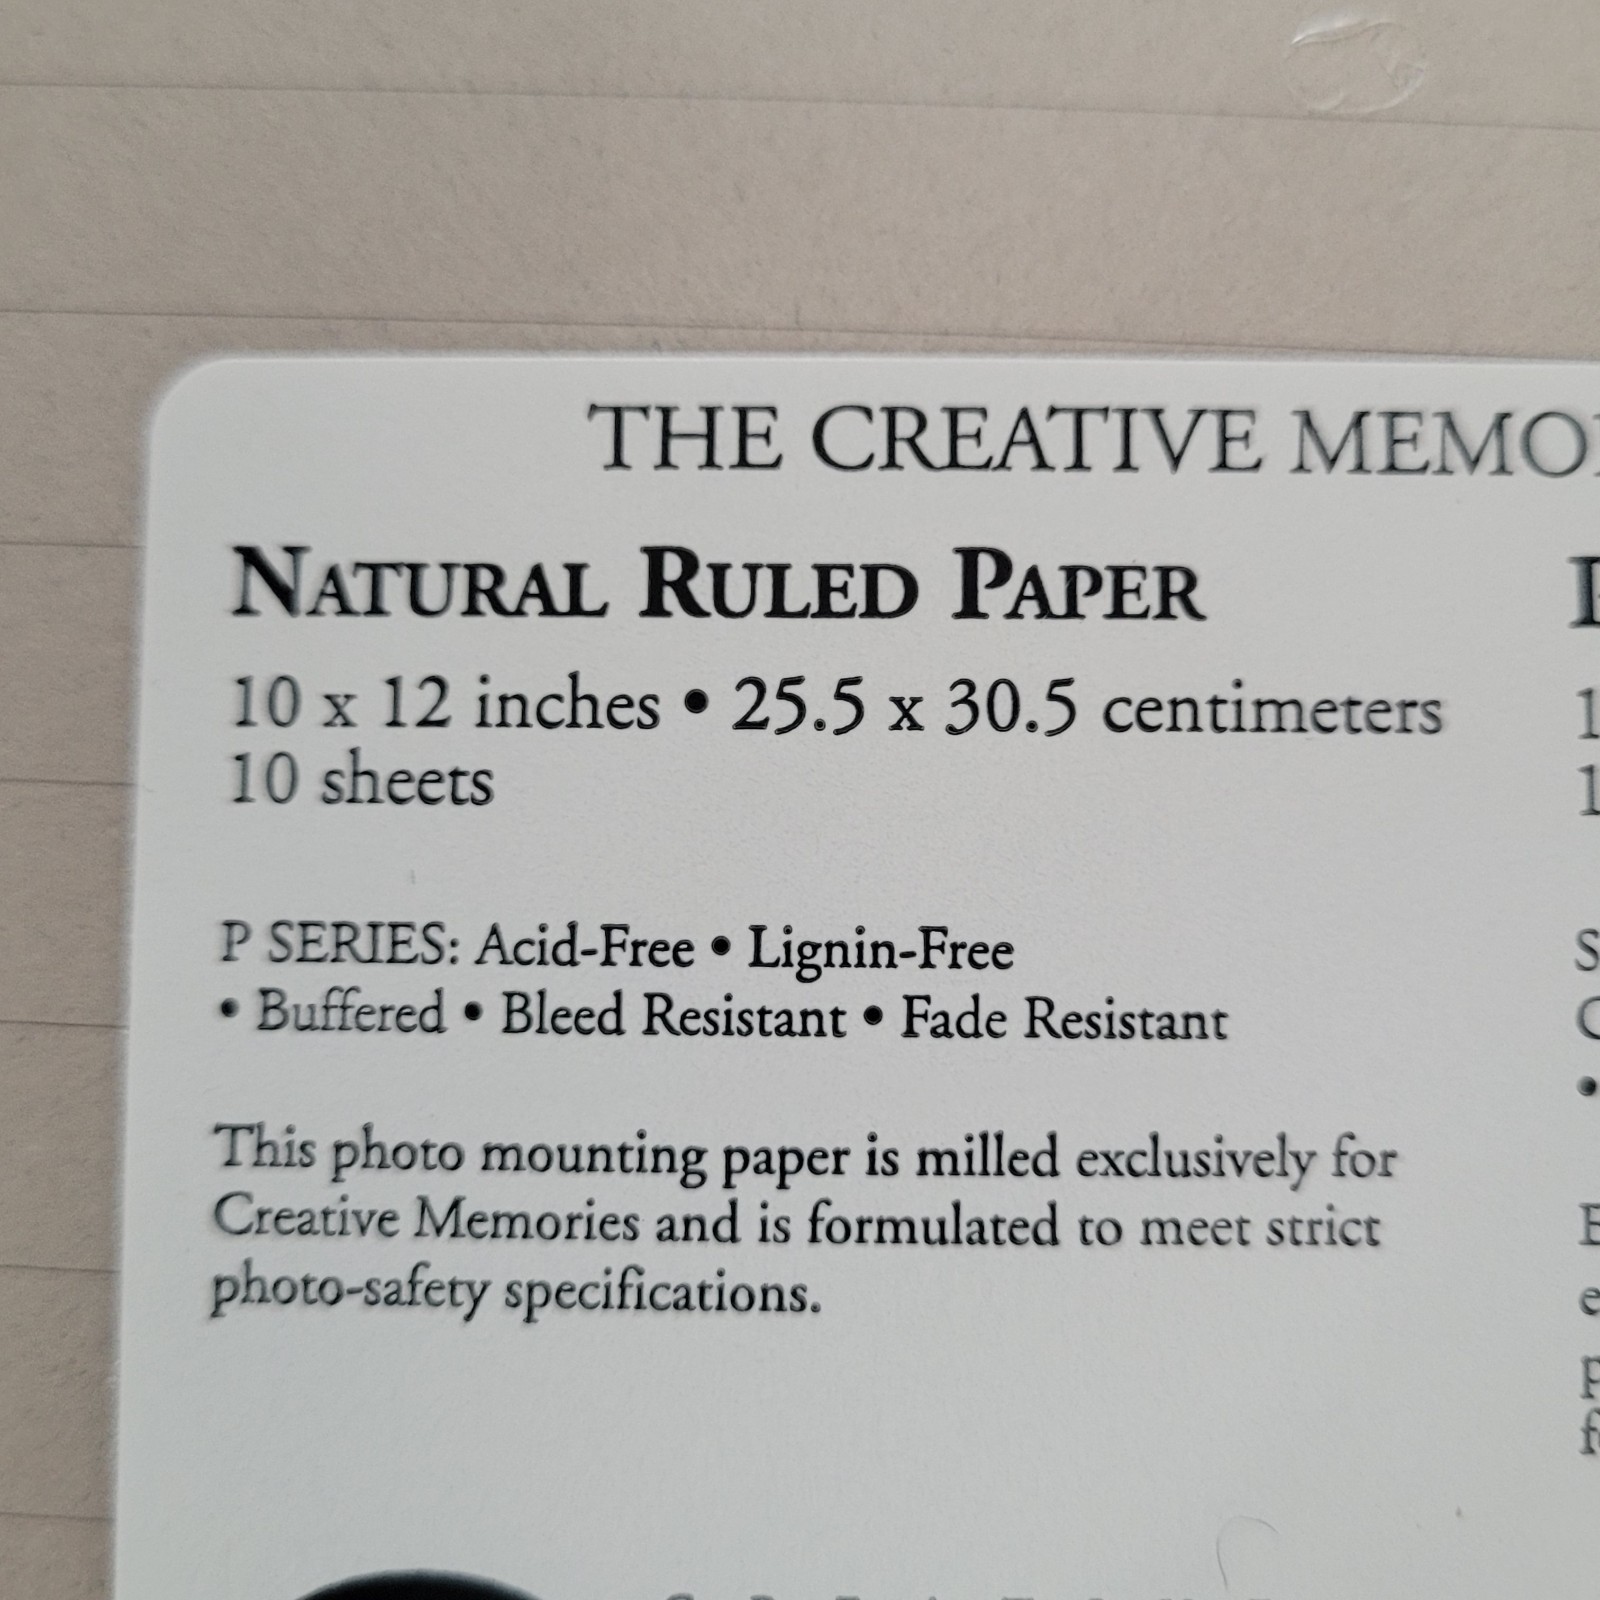 THE CREATIVE
NATURAL RULED PAPER
10 x 12 inches • 25.5 x 30.5 centimeters
10 sheets
P SERIES: Acid-Free • Lignin-Free
• Buffered • Bleed Resistant • Fade Resistant
This photo mounting paper is milled exclusively for
Creative Memories and is formulated to meet strict
photo-safety specifications.